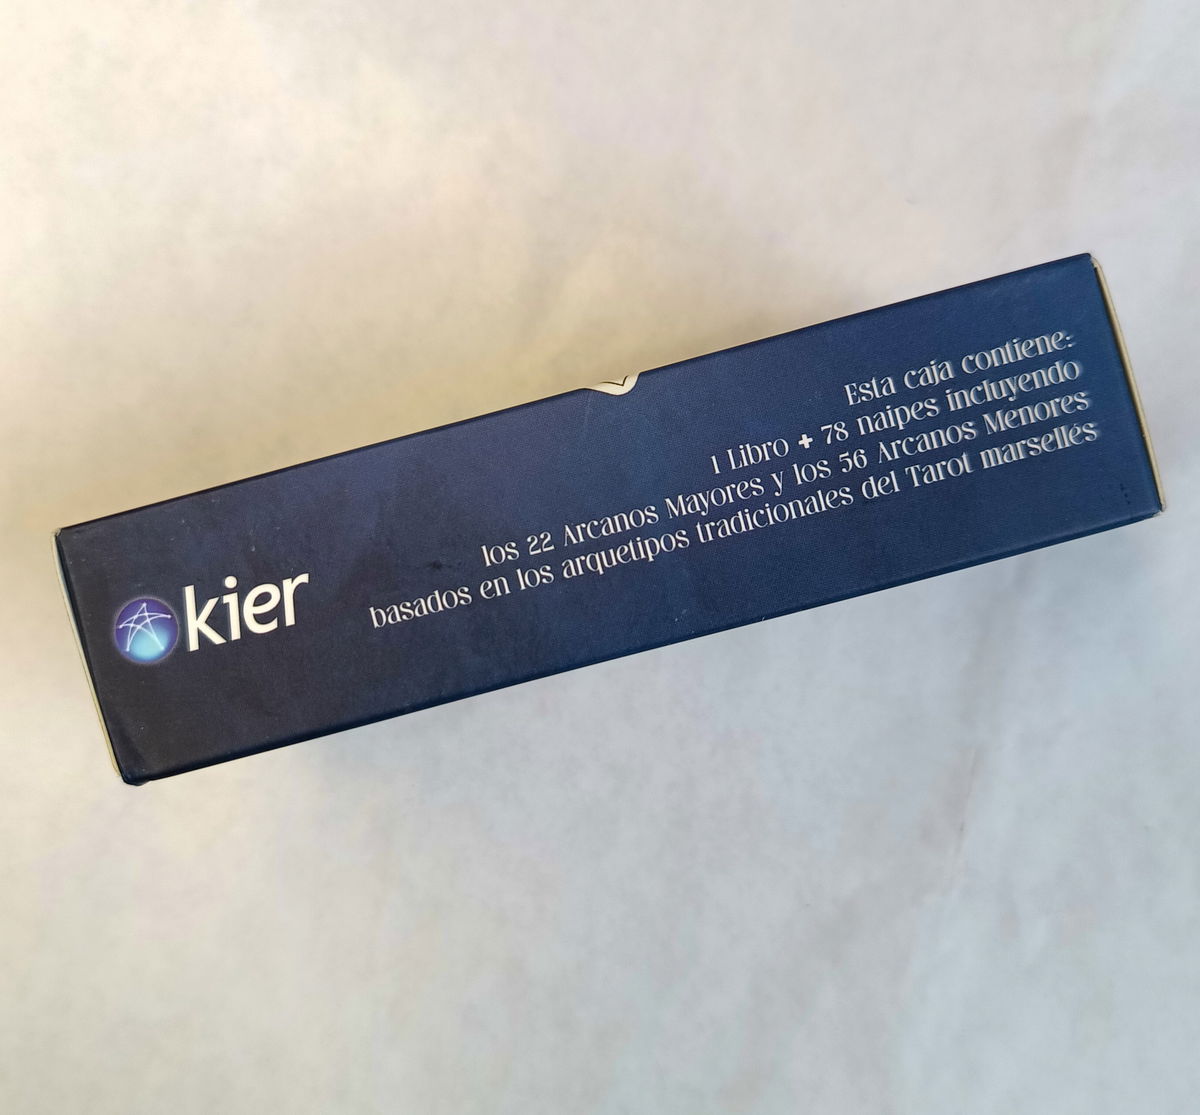 Esta caja contiene:
1 Libro + 78 naipes incluyendo
los 22 Arcanos Mayores y los 56 Arcanos Menores
basados en los arquetipos tradicionales del Tarot marsellés
kier